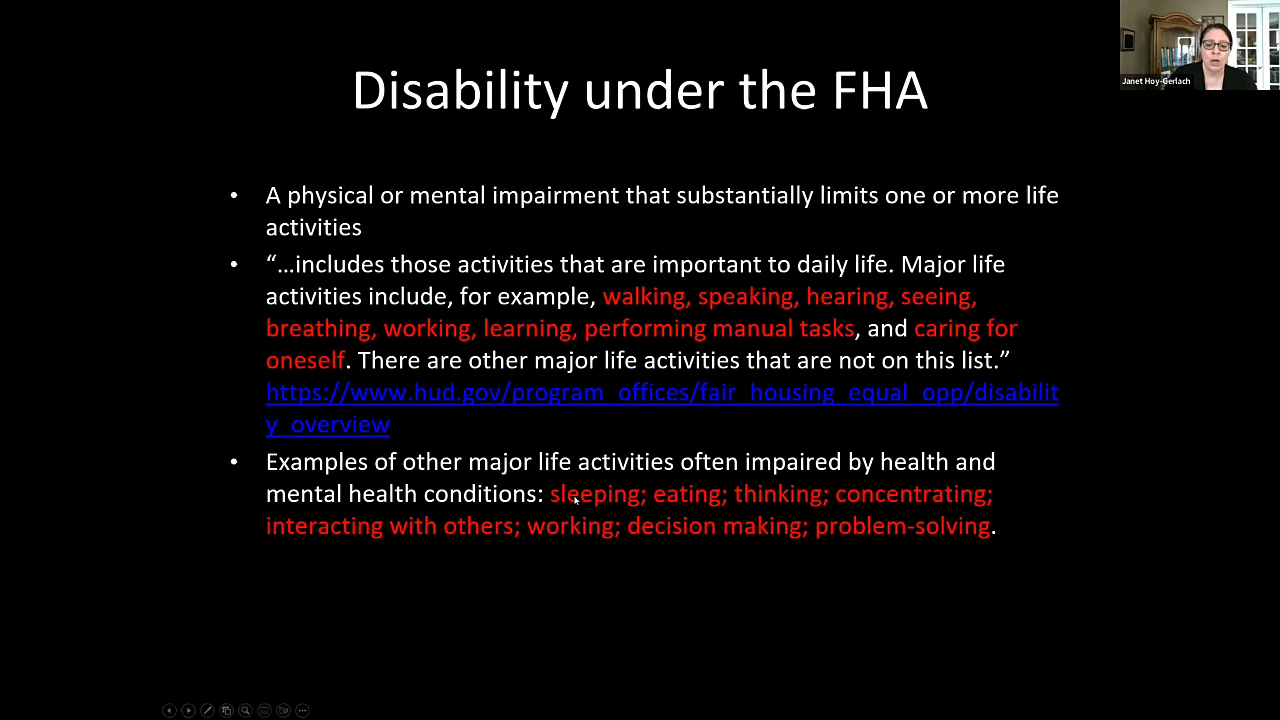 Janet Hoy-Gerlach
Disability under the FHA
• A physical or mental impairment that substantially limits one or more life
activities
• “…includes those activities that are important to daily life. Major life
activities include, for example, walking, speaking, hearing, seeing,
breathing, working, learning, performing manual tasks, and caring for
oneself. There are other major life activities that are not on this list.”
https://www.hud.gov/program_offices/fair_housing_equal_opp/disabilit
y_overview
• Examples of other major life activities often impaired by health and
mental health conditions: sleeping; eating; thinking; concentrating;
interacting with others; working; decision making; problem-solving.